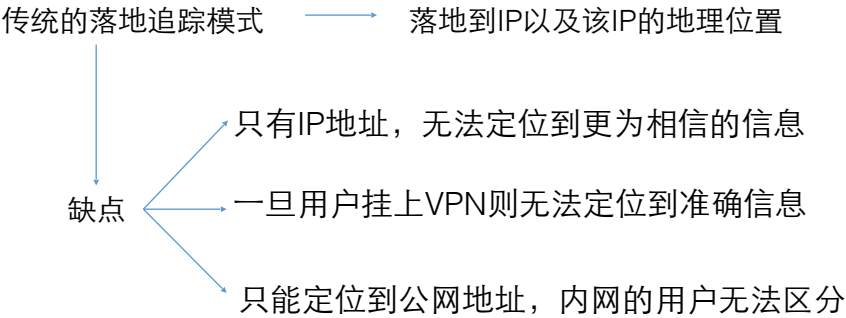 传统的落地追踪模式
落地到IP以及该IP的地理位置
只有IP地址，无法定位到更为相信的信息
缺点
一旦用户挂上VPN则无法定位到准确信息
只能定位到公网地址，内网的用户无法区分